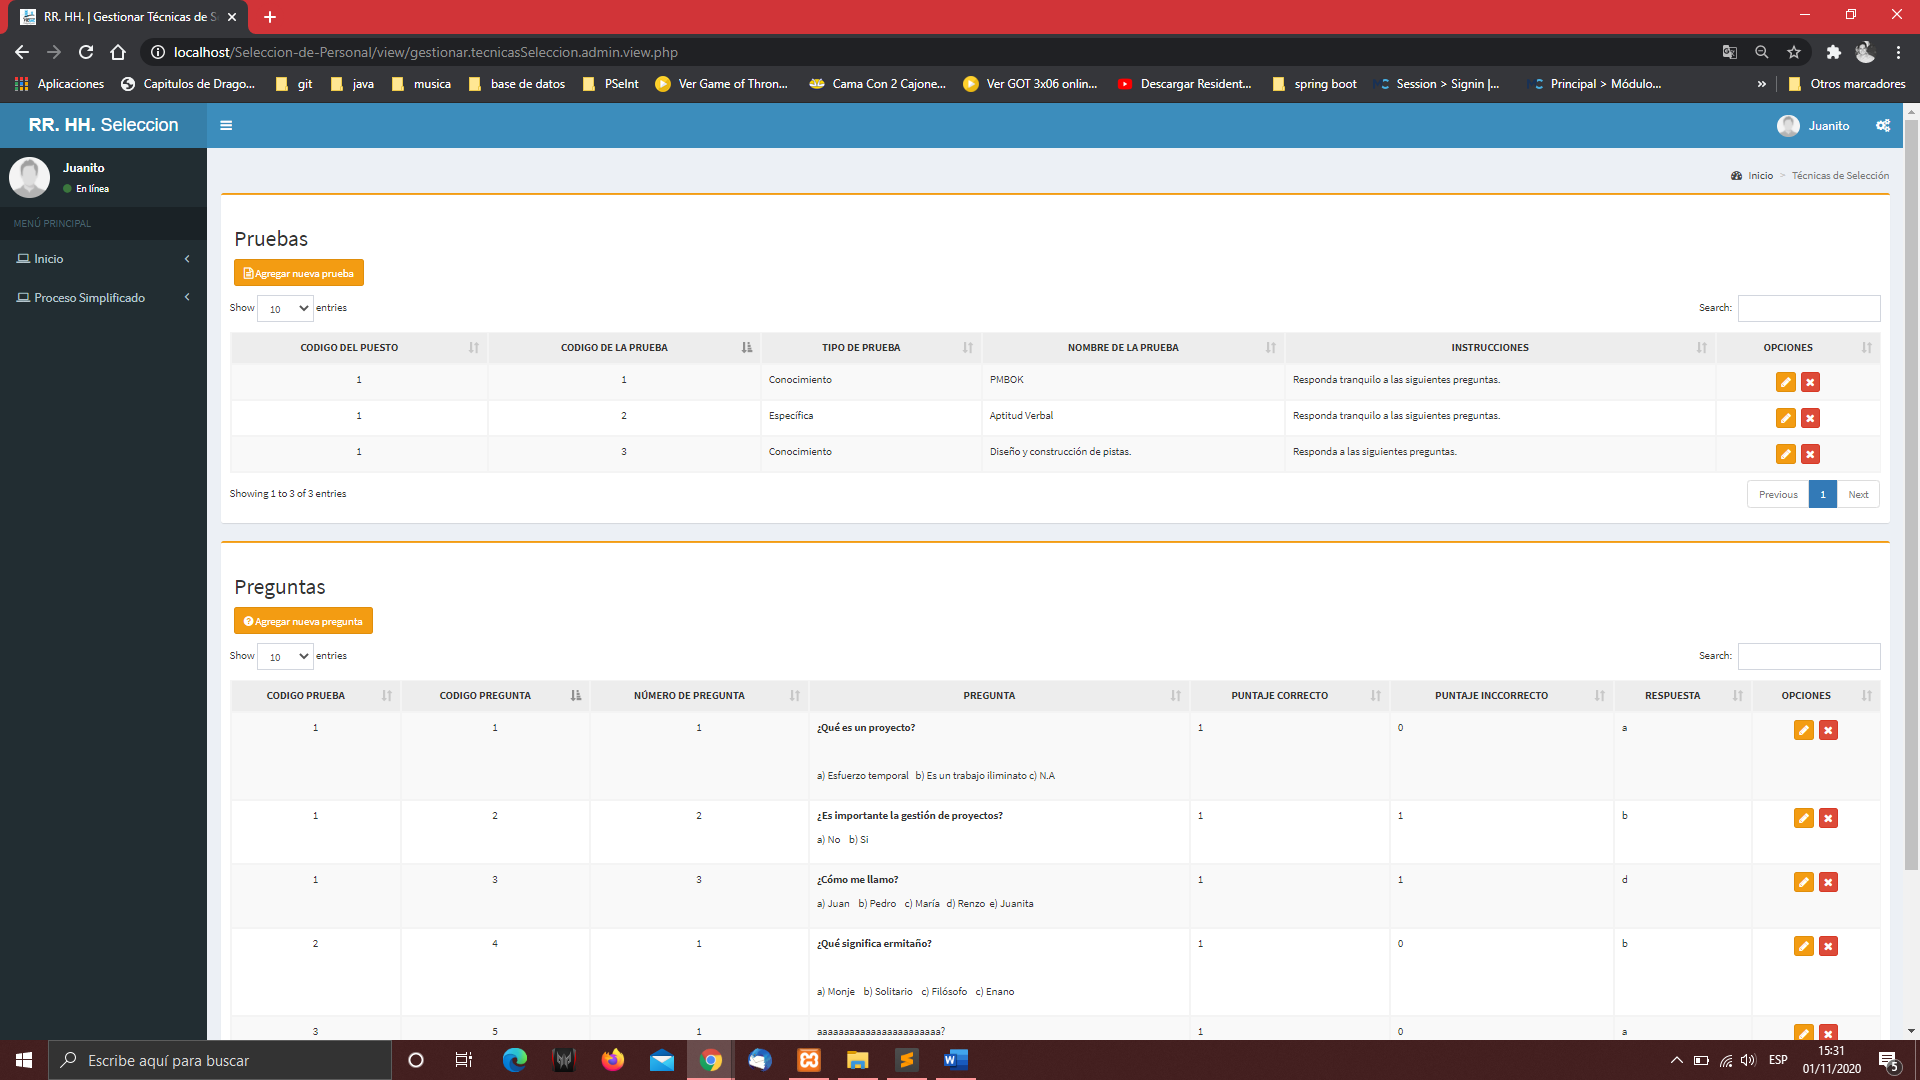 RR. HH. | Gestionar Técnicas de S
localhost/Seleccion-de-Personal/view/gestionar.tecnicasSeleccion.admin.view.php
Aplicaciones Capitulos de Drago... git java musica base de datos PSeInt Ver Game of Thron... Cama Con 2 Cajone... Ver GOT 3x06 onlin... Descargar Resident... spring boot Session > Signin |... Principal > Módulo... » Otros marcadores
RR. HH. Seleccion Juanito
Juanito
En línea
MENÚ PRINCIPAL
Inicio
Proceso Simplificado
Inicio > Técnicas de Selección
Pruebas
Agregar nueva prueba
Show 10 entries Search:
CODIGO DEL PUESTO CODIGO DE LA PRUEBA TIPO DE PRUEBA NOMBRE DE LA PRUEBA INSTRUCCIONES OPCIONES
1 1 Conocimiento PMBOK Responda tranquilo a las siguientes preguntas.
1 2 Específica Aptitud Verbal Responda tranquilo a las siguientes preguntas.
1 3 Conocimiento Diseño y construcción de pistas. Responda a las siguientes preguntas.
Showing 1 to 3 of 3 entries Previous 1 Next
Preguntas
Agregar nueva pregunta
Show 10 entries Search:
CODIGO PRUEBA CODIGO PREGUNTA NÚMERO DE PREGUNTA PREGUNTA PUNTAJE CORRECTO PUNTAJE INCCORRECTO RESPUESTA OPCIONES
1 1 1 ¿Qué es un proyecto? 1 0 a
a) Esfuerzo temporal b) Es un trabajo iliminato c) N.A
1 2 2 ¿Es importante la gestión de proyectos? 1 1 b
a) No b) Si
1 3 3 ¿Cómo me llamo? 1 1 d
a) Juan b) Pedro c) María d) Renzo e) Juanita
2 4 1 ¿Qué significa ermitaño? 1 0 b
a) Monje b) Solitario c) Filósofo c) Enano
3 5 1 aaaaaaaaaaaaaaaaaaaaaaa? 1 0 a
Escribe aquí para buscar
ESP
15:31
01/11/2020
5